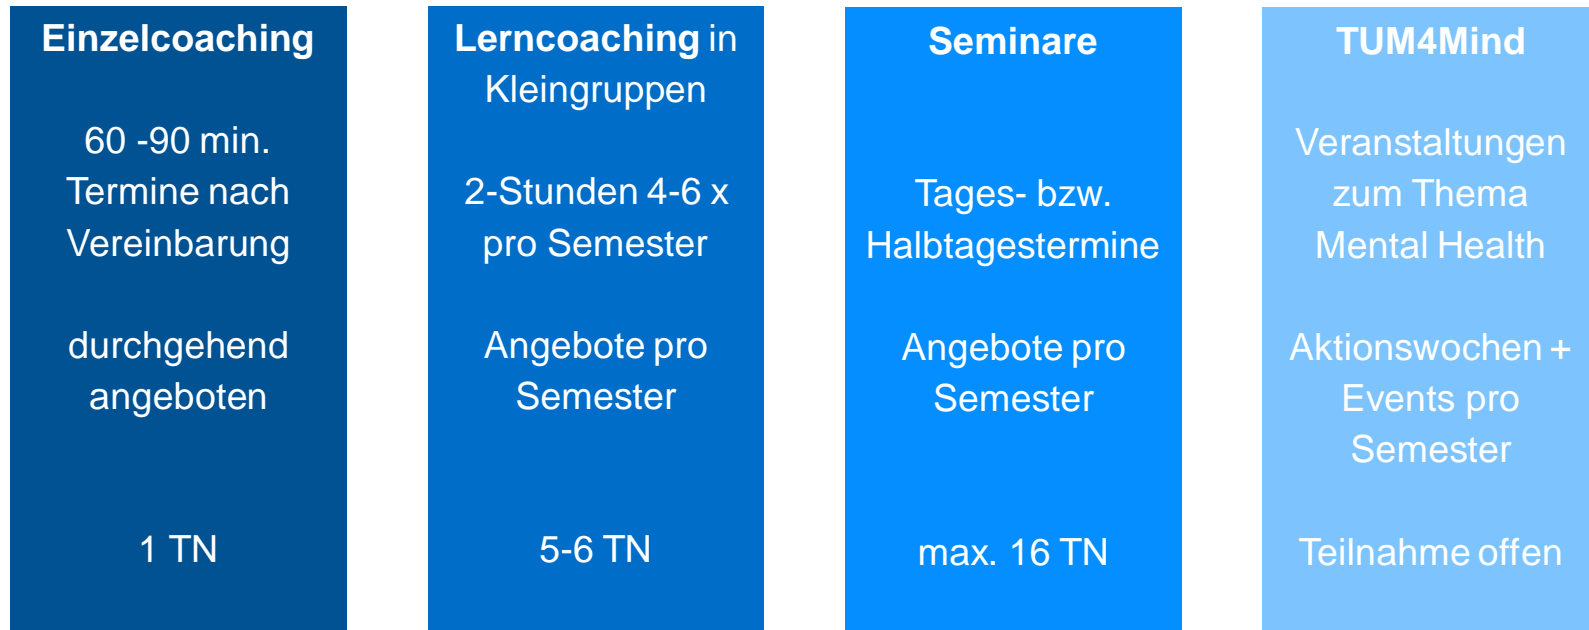 Einzelcoaching
60 -90 min.
Termine nach
Vereinbarung
durchgehend
angeboten
1 TN
Lerncoaching in
Kleingruppen
2-Stunden 4-6 x
pro Semester
Angebote pro
Semester
5-6 TN
Seminare
Tages- bzw.
Halbtagestermine
Angebote pro
Semester
max. 16 TN
TUM4Mind
Veranstaltungen
zum Thema
Mental Health
Aktionswochen +
Events pro
Semester
Teilnahme offen